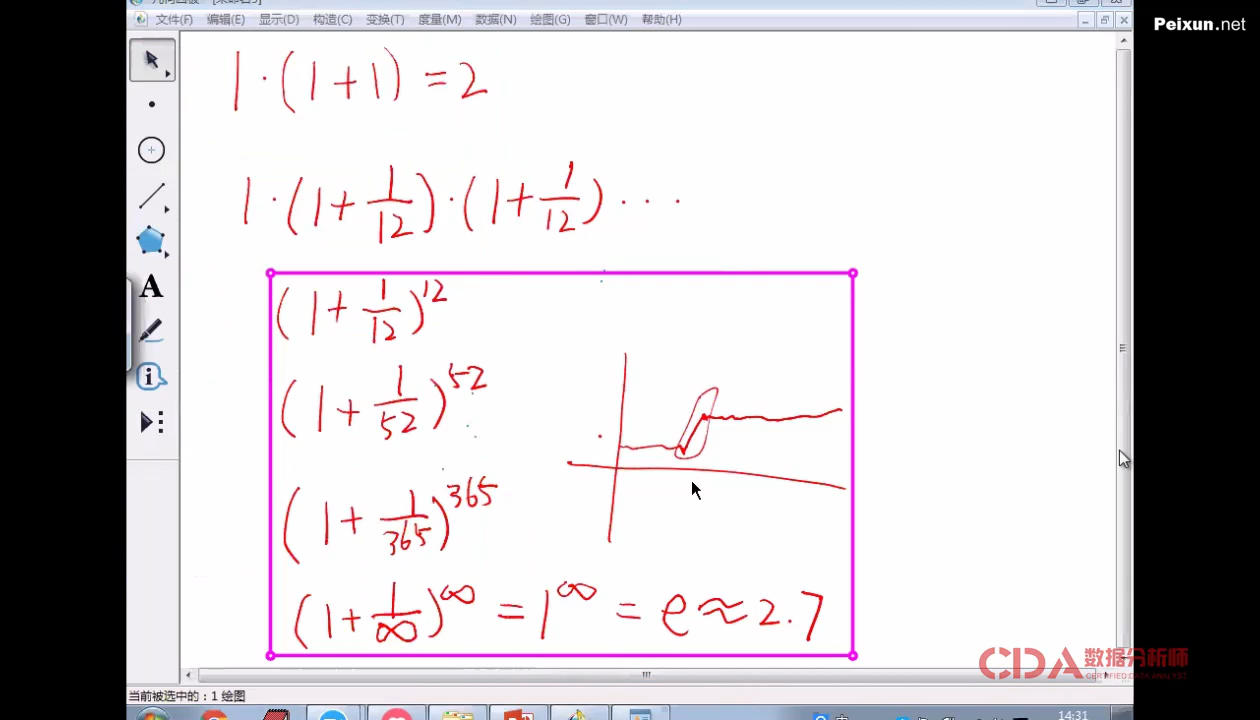 Peixun.net
文件(F) 编辑(E) 显示(D) 构造(C) 变换(T) 度量(M) 数据(N) 绘图(G) 窗口(W) 帮助(H)
1·(1+1)=2
1·(1+1/12)·(1+1/12)···
(1+1/12)^12
(1+1/52)^52
(1+1/365)^365
(1+1/∞)^∞=1^∞=e≈2.7
A
CDA数据分析师
CERTIFIED DATA ANALYST
当前被选中的：1 绘图
14:31